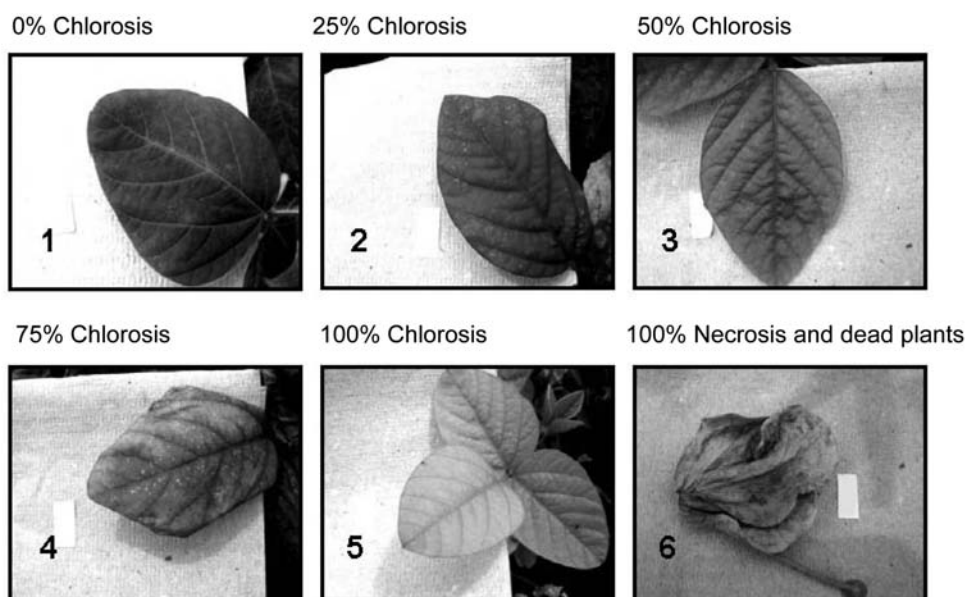 0% Chlorosis
25% Chlorosis
50% Chlorosis
1
2
3
75% Chlorosis
100% Chlorosis
100% Necrosis and dead plants
4
5
6